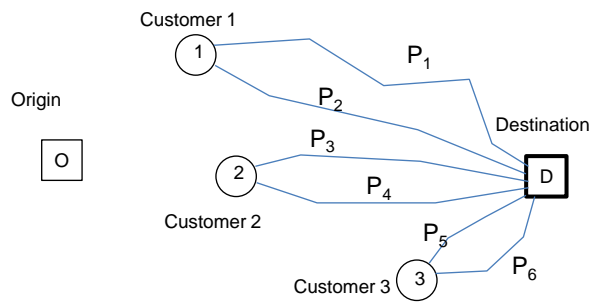 Customer 1
1
P1
Origin
P2
Destination
O
P3
2
D
P4
Customer 2
P5
Customer 3
3
P6